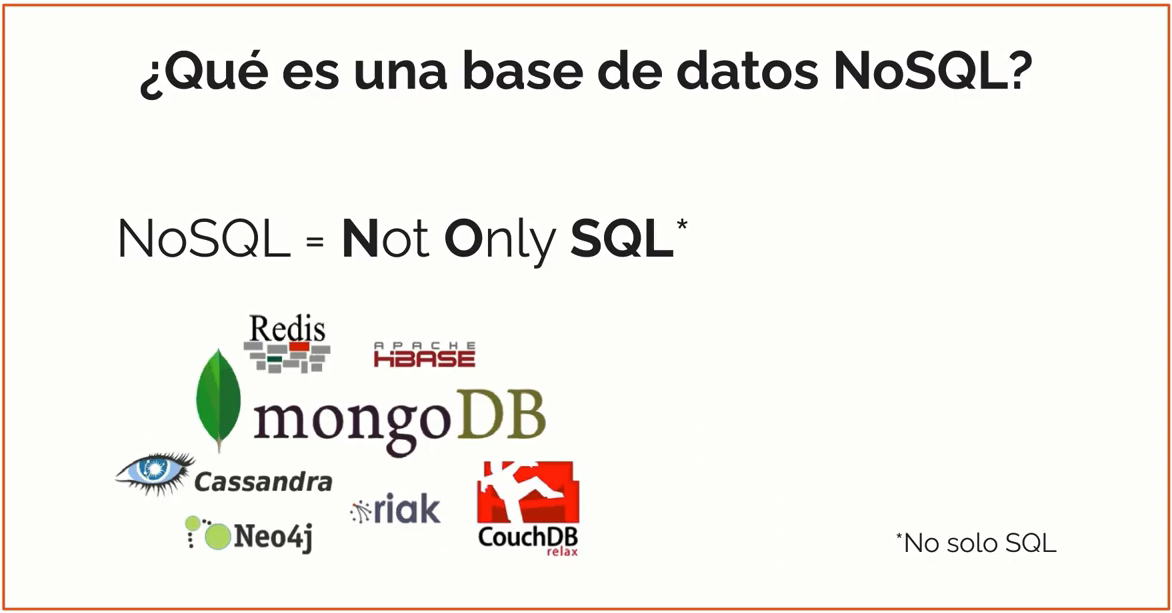 ¿Qué es una base de datos NoSQL?
NoSQL = Not Only SQL*
Redis
APACHE
HBASE
mongoDB
Cassandra
riak
Neo4j
CouchDB
relax
*No solo SQL